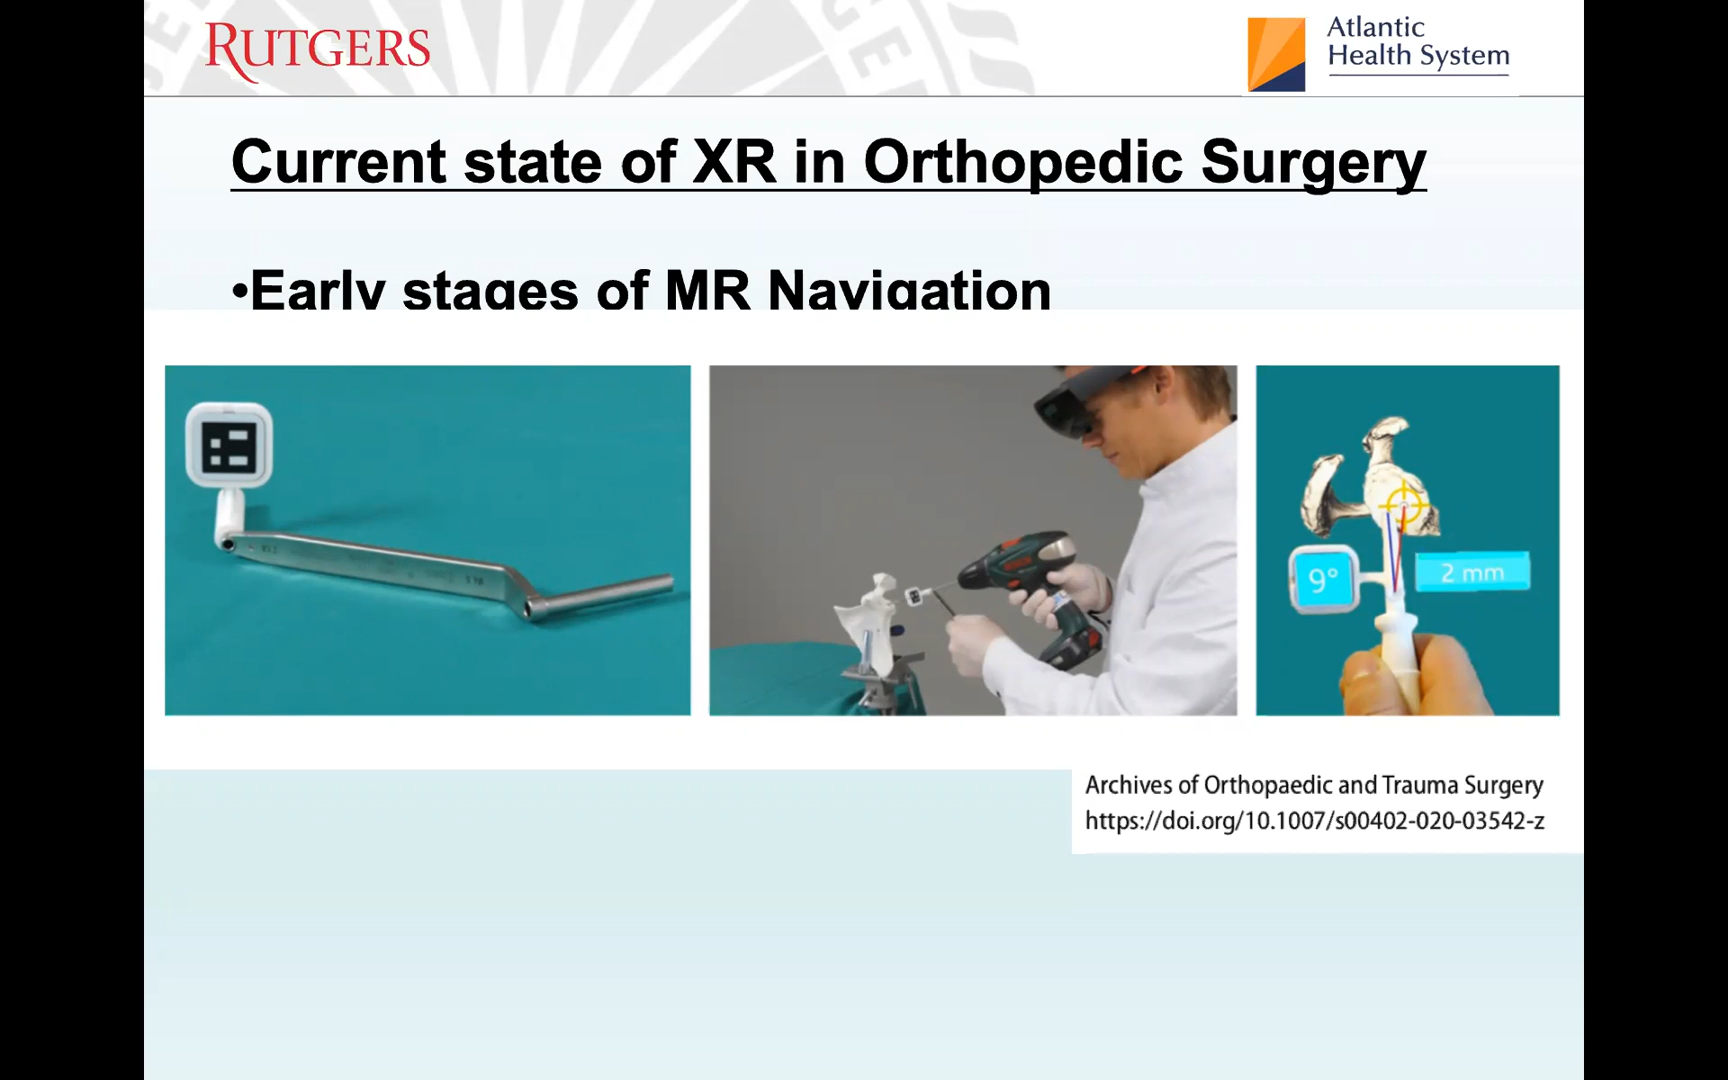 RUTGERS
Atlantic
Health System
Current state of XR in Orthopedic Surgery
•Early stages of MR Navigation
9°
2 mm
Archives of Orthopaedic and Trauma Surgery
https://doi.org/10.1007/s00402-020-03542-z